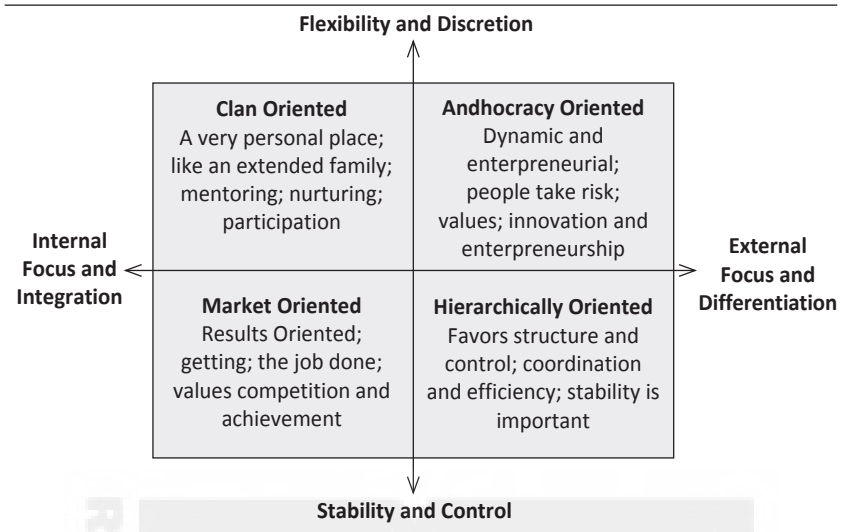 Flexibility and Discretion
Clan Oriented
A very personal place;
like an extended family;
mentoring; nurturing;
participation
Andhocracy Oriented
Dynamic and
enterpreneurial;
people take risk;
values; innovation and
enterpreneurship
Internal
Focus and
Integration
External
Focus and
Differentiation
Market Oriented
Results Oriented;
getting; the job done;
values competition and
achievement
Hierarchically Oriented
Favors structure and
control; coordination
and efficiency; stability is
important
Stability and Control
R